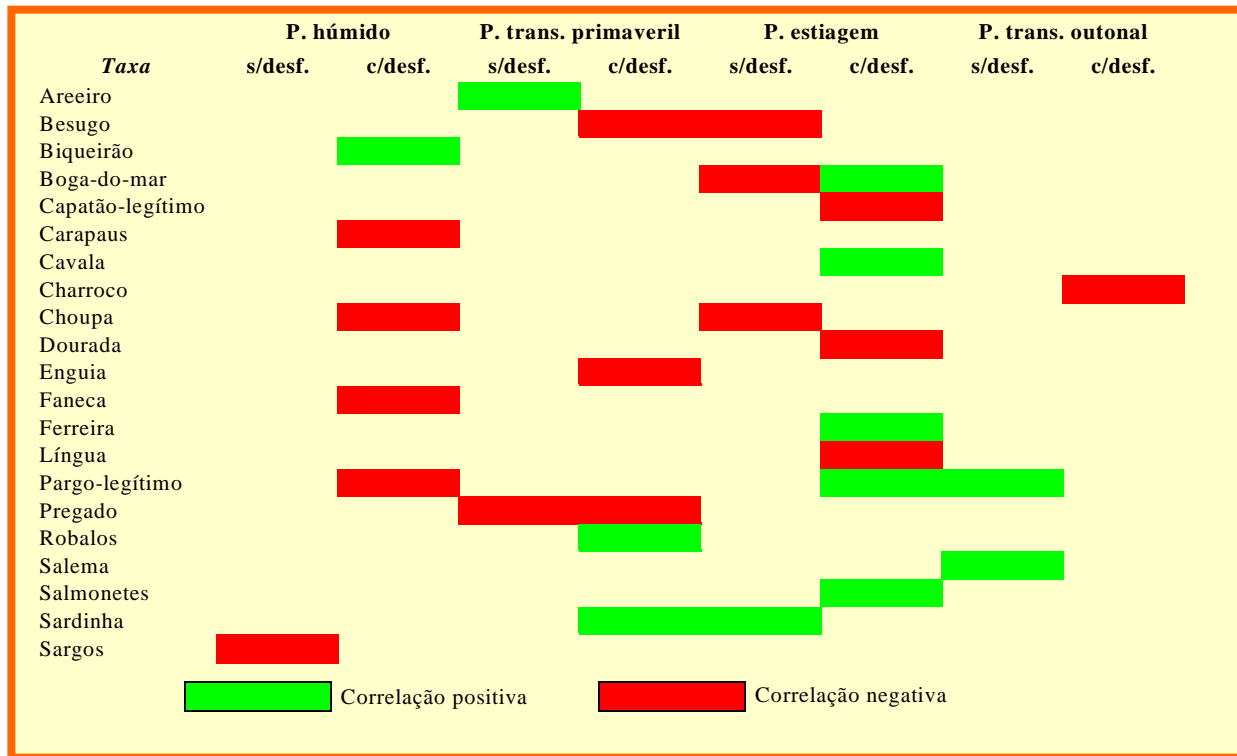 P. húmido P. trans. primaveril P. estiagem P. trans. outonal
Taxa s/desf. c/desf. s/desf. c/desf. s/desf. c/desf. s/desf. c/desf.
Areeiro
Besugo
Biqueirão
Boga-do-mar
Capatão-legítimo
Carapaus
Cavala
Charroco
Choupa
Dourada
Enguia
Faneca
Ferreira
Língua
Pargo-legítimo
Pregado
Robalos
Salema
Salmonetes
Sardinha
Sargos
Correlação positiva Correlação negativa